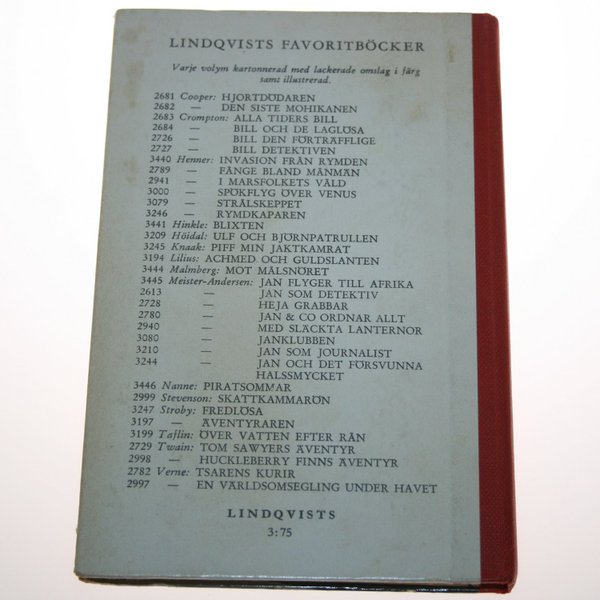 LINDQVISTS FAVORITBÖCKER
Varje volym kartonnerad med lackerade omslag i färg
samt illustrerad.
2681 Cooper: HJORTDÖDAREN
2682 — DEN SISTE MOHIKANEN
2683 Crompton: ALLA TIDERS BILL
2684 — BILL OCH DE LAGLÖSA
2726 — BILL DEN FÖRTRÄFFLIGE
2727 — BILL DETEKTIVEN
3440 Henner: INVASION FRÅN RYMDEN
2789 — FÅNGE BLAND MÅNMÄN
2941 — I MARSFOLKETS VÅLD
3000 — SPÖKFLYG ÖVER VENUS
3079 — STRÅLSKEPPET
3246 — RYMDKAPAREN
3441 Hinkle: BLIXTEN
3209 Höidal: ULF OCH BJÖRNPATRULLEN
3245 Knaak: PIFF MIN JAKTKAMRAT
3194 Lilius: ACHMED OCH GULDSLANTEN
3444 Malmberg: MOT MÅLSNÖRET
3445 Meister-Andersen: JAN FLYGER TILL AFRIKA
2613 — JAN SOM DETEKTIV
2728 — HEJA GRABBAR
2780 — JAN & CO ORDNAR ALLT
2940 — MED SLÄCKTA LANTERNOR
3080 — JANKLUBBEN
3210 — JAN SOM JOURNALIST
3244 — JAN OCH DET FÖRSVUNNA
HALSSMYCKET
3446 Nanne: PIRATSOMMAR
2999 Stevenson: SKATTKAMMARÖN
3247 Stroby: FREDLÖSA
3197 — ÄVENTYRAREN
3199 Taflin: ÖVER VATTEN EFTER RÅN
2729 Twain: TOM SAWYERS ÄVENTYR
2998 — HUCKLEBERRY FINNS ÄVENTYR
2782 Verne: TSARENS KURIR
2997 — EN VÄRLDSOMSEGLING UNDER HAVET
LINDQVISTS
3:75